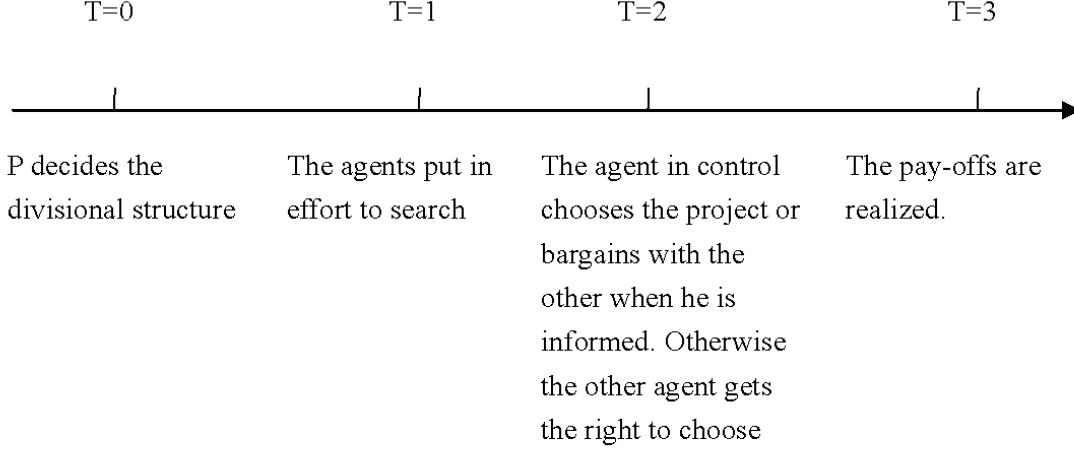 T=0 T=1 T=2 T=3
P decides the
divisional structure
The agents put in
effort to search
The agent in control
chooses the project or
bargains with the
other when he is
informed. Otherwise
the other agent gets
the right to choose
The pay-offs are
realized.